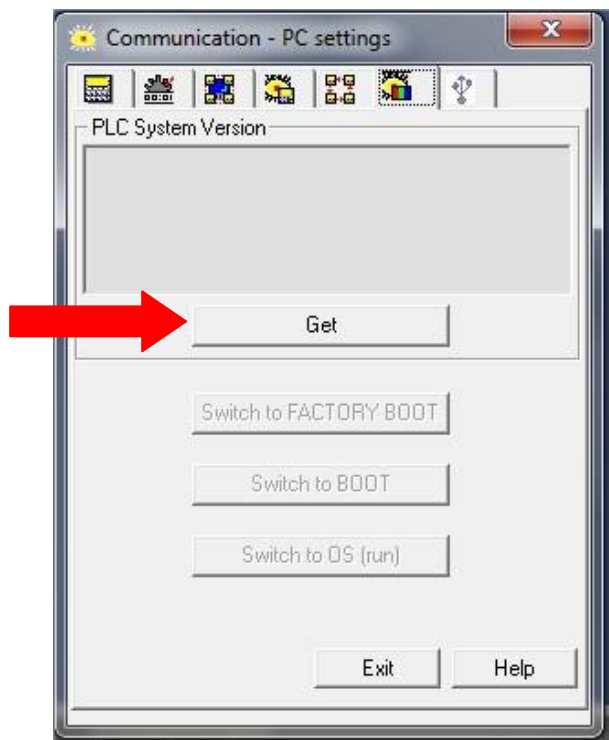 Communication - PC settings
PLC System Version
Get
Switch to FACTORY BOOT
Switch to BOOT
Switch to OS (run)
Exit Help